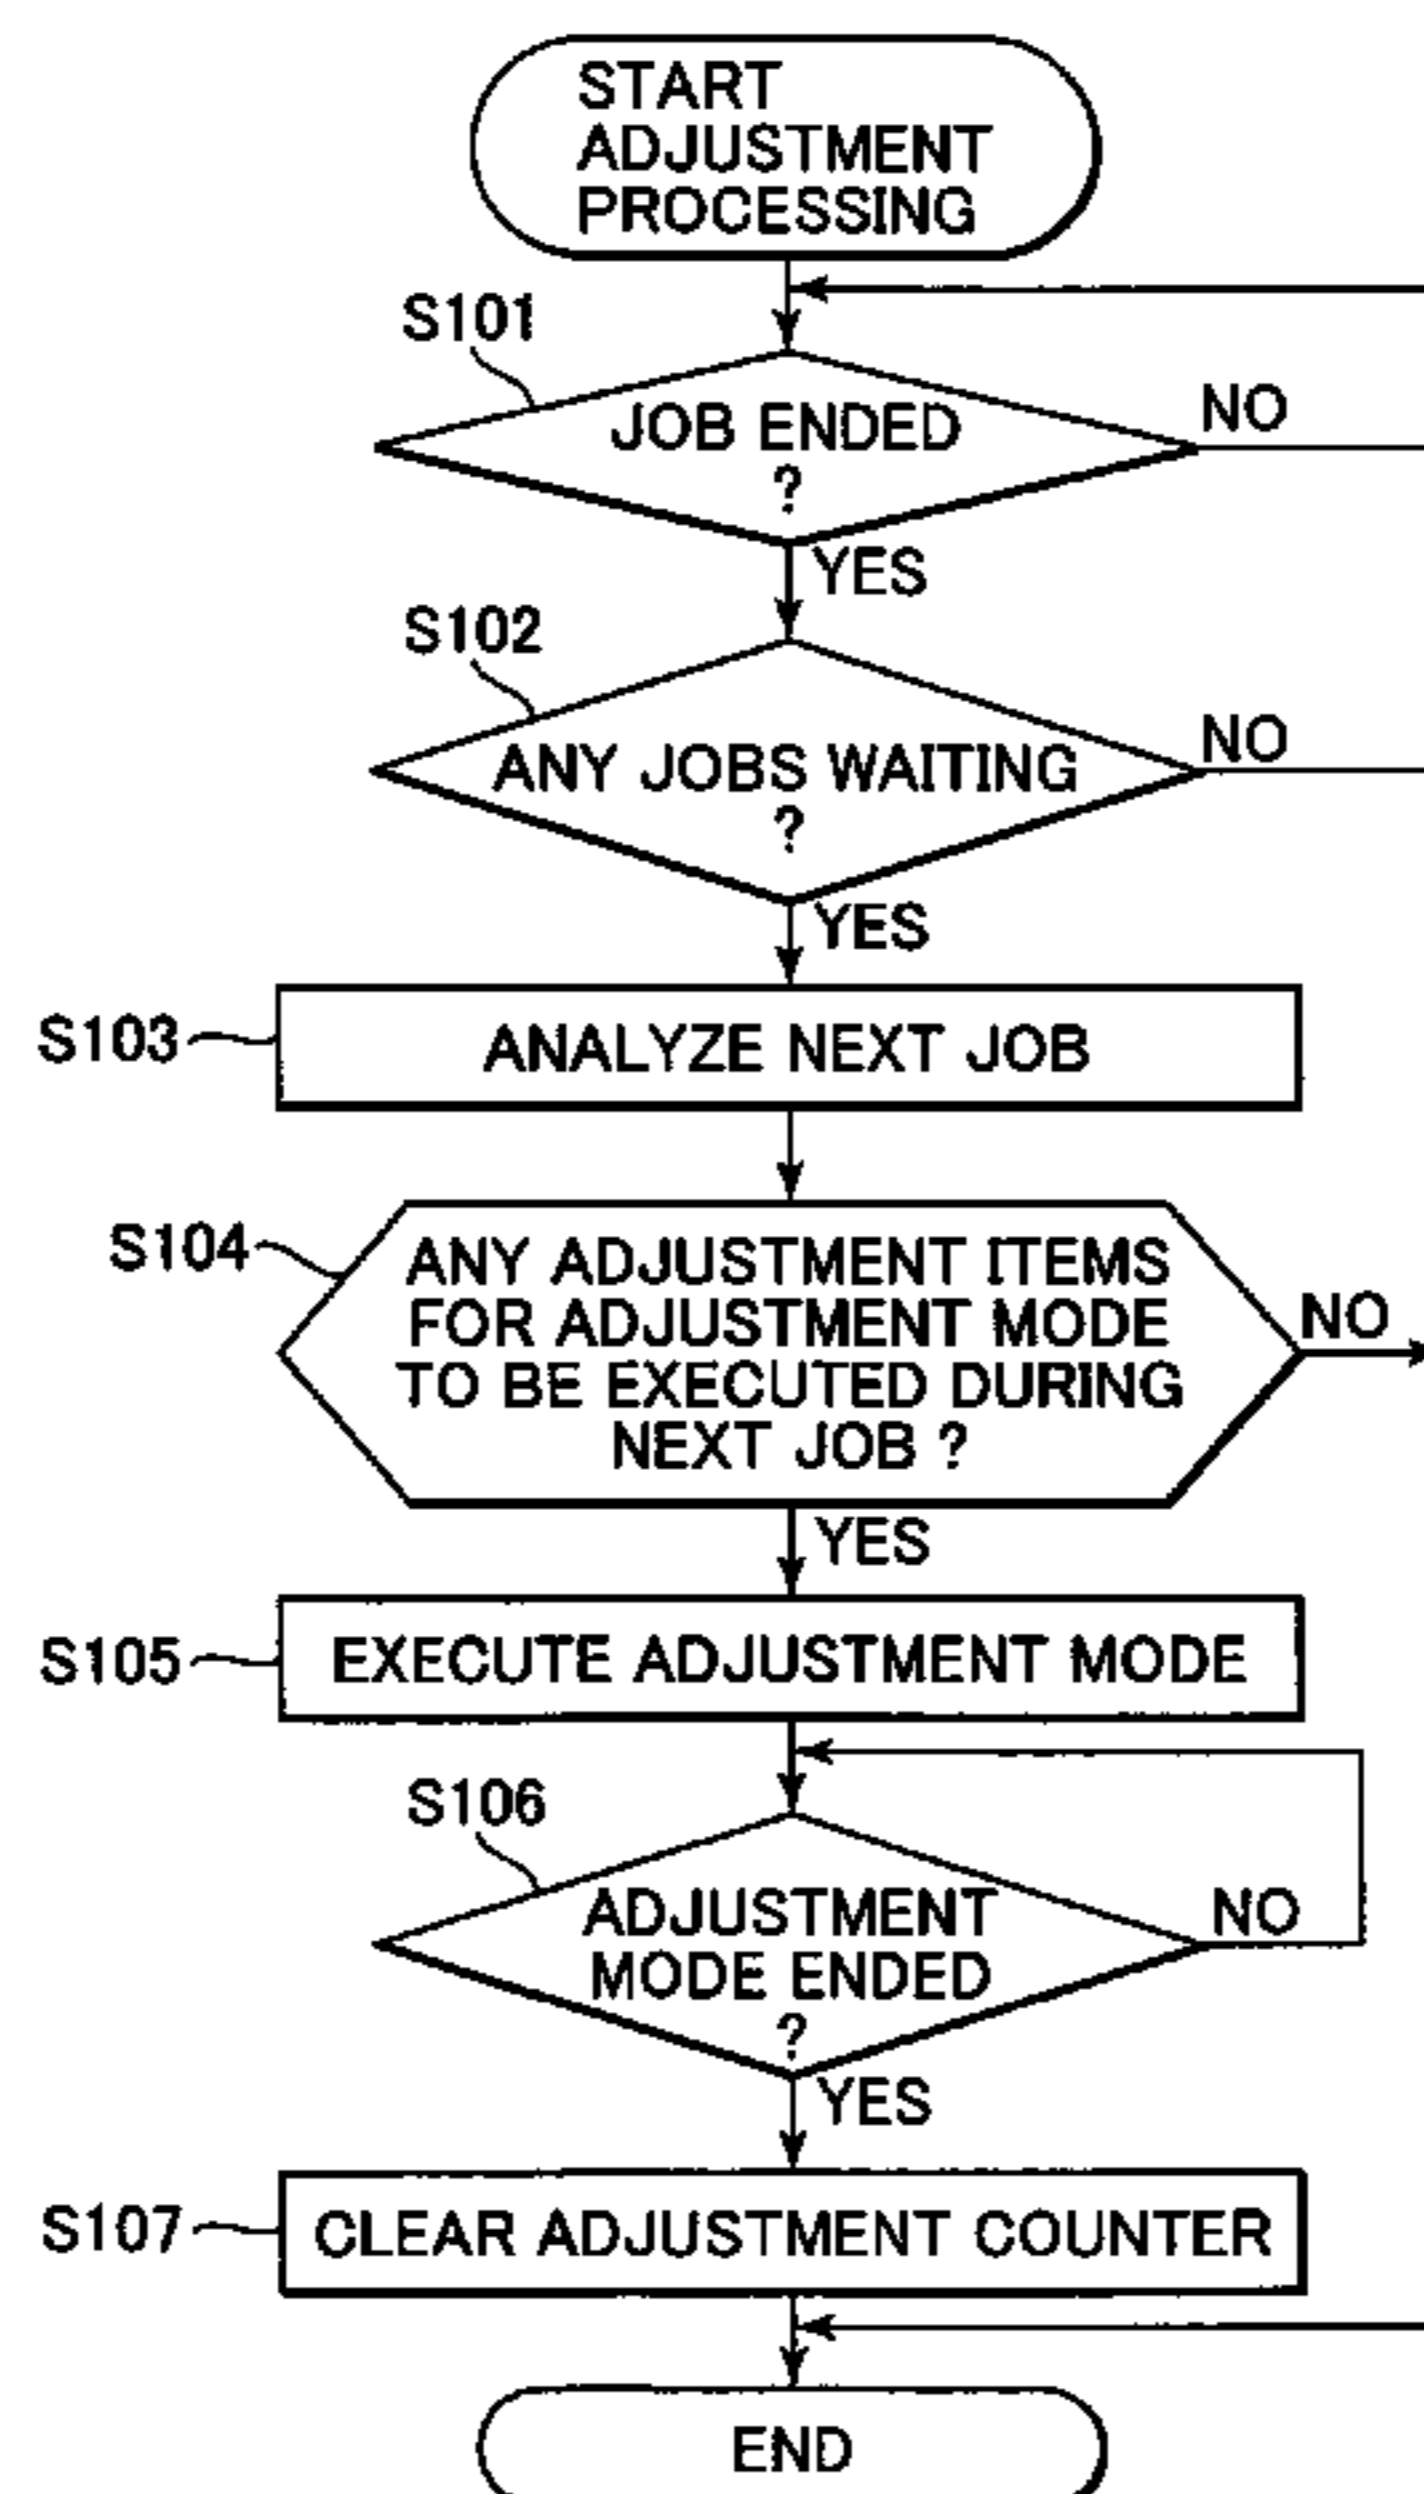 START
ADJUSTMENT
PROCESSING
S101
JOB ENDED
?
NO
YES
S102
ANY JOBS WAITING
?
NO
YES
S103
ANALYZE NEXT JOB
S104
ANY ADJUSTMENT ITEMS
FOR ADJUSTMENT MODE
TO BE EXECUTED DURING
NEXT JOB ?
NO
YES
S105
EXECUTE ADJUSTMENT MODE
S106
ADJUSTMENT
MODE ENDED
?
NO
YES
S107
CLEAR ADJUSTMENT COUNTER
END